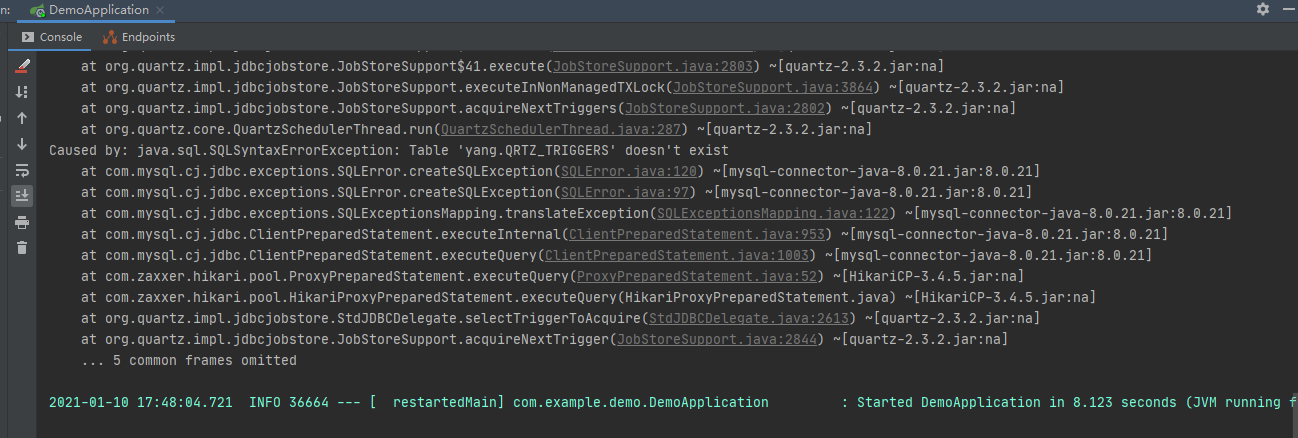 n: DemoApplication
Console Endpoints
at org.quartz.impl.jdbcjobstore.JobStoreSupport$41.execute(JobStoreSupport.java:2803) ~[quartz-2.3.2.jar:na]
at org.quartz.impl.jdbcjobstore.JobStoreSupport.executeInNonManagedTXLock(JobStoreSupport.java:3864) ~[quartz-2.3.2.jar:na]
at org.quartz.impl.jdbcjobstore.JobStoreSupport.acquireNextTriggers(JobStoreSupport.java:2802) ~[quartz-2.3.2.jar:na]
at org.quartz.core.QuartzSchedulerThread.run(QuartzSchedulerThread.java:287) ~[quartz-2.3.2.jar:na]
Caused by: java.sql.SQLSyntaxErrorException: Table 'yang.QRTZ_TRIGGERS' doesn't exist
at com.mysql.cj.jdbc.exceptions.SQLError.createSQLException(SQLError.java:120) ~[mysql-connector-java-8.0.21.jar:8.0.21]
at com.mysql.cj.jdbc.exceptions.SQLError.createSQLException(SQLError.java:97) ~[mysql-connector-java-8.0.21.jar:8.0.21]
at com.mysql.cj.jdbc.exceptions.SQLExceptionsMapping.translateException(SQLExceptionsMapping.java:122) ~[mysql-connector-java-8.0.21.jar:8.0.21]
at com.mysql.cj.jdbc.ClientPreparedStatement.executeInternal(ClientPreparedStatement.java:953) ~[mysql-connector-java-8.0.21.jar:8.0.21]
at com.mysql.cj.jdbc.ClientPreparedStatement.executeQuery(ClientPreparedStatement.java:1003) ~[mysql-connector-java-8.0.21.jar:8.0.21]
at com.zaxxer.hikari.pool.ProxyPreparedStatement.executeQuery(ProxyPreparedStatement.java:52) ~[HikariCP-3.4.5.jar:na]
at com.zaxxer.hikari.pool.HikariProxyPreparedStatement.executeQuery(HikariProxyPreparedStatement.java) ~[HikariCP-3.4.5.jar:na]
at org.quartz.impl.jdbcjobstore.StdJDBCDelegate.selectTriggerToAcquire(StdJDBCDelegate.java:2613) ~[quartz-2.3.2.jar:na]
at org.quartz.impl.jdbcjobstore.JobStoreSupport.acquireNextTrigger(JobStoreSupport.java:2844) ~[quartz-2.3.2.jar:na]
... 5 common frames omitted
2021-01-10 17:48:04.721 INFO 36664 --- [ restartedMain] com.example.demo.DemoApplication : Started DemoApplication in 8.123 seconds (JVM running f